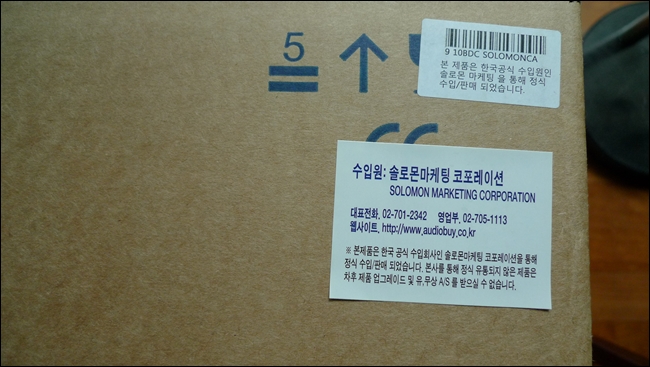 5
9 10BDC SOLOMONCA
본 제품은 한국공식 수입원인
솔로몬 마케팅 을 통해 정식
수입/판매 되었습니다.
수입원: 솔로몬마케팅 코포레이션
SOLOMON MARKETING CORPORATION
대표전화. 02-701-2342 영업부. 02-705-1113
웹사이트. http://www.audiobuy.co.kr
※ 본제품은 한국 공식 수입회사인 솔로몬마케팅 코포레이션을 통해
정식 수입/판매 되었습니다. 본사를 통해 정식 유통되지 않은 제품은
차후 제품 업그레이드 및 유,무상 A/S 를 받으실 수 없습니다.